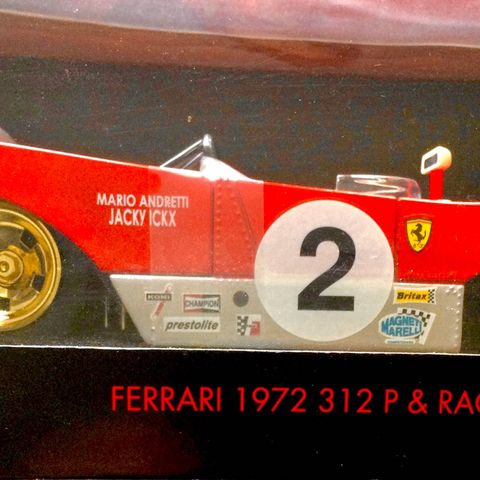 MARIO ANDRETTI
JACKY ICKX
2
KONI
CHAMPION
prestolite
Britax
MAGNETI
MARELLI
FERRARI 1972 312 P & RAC